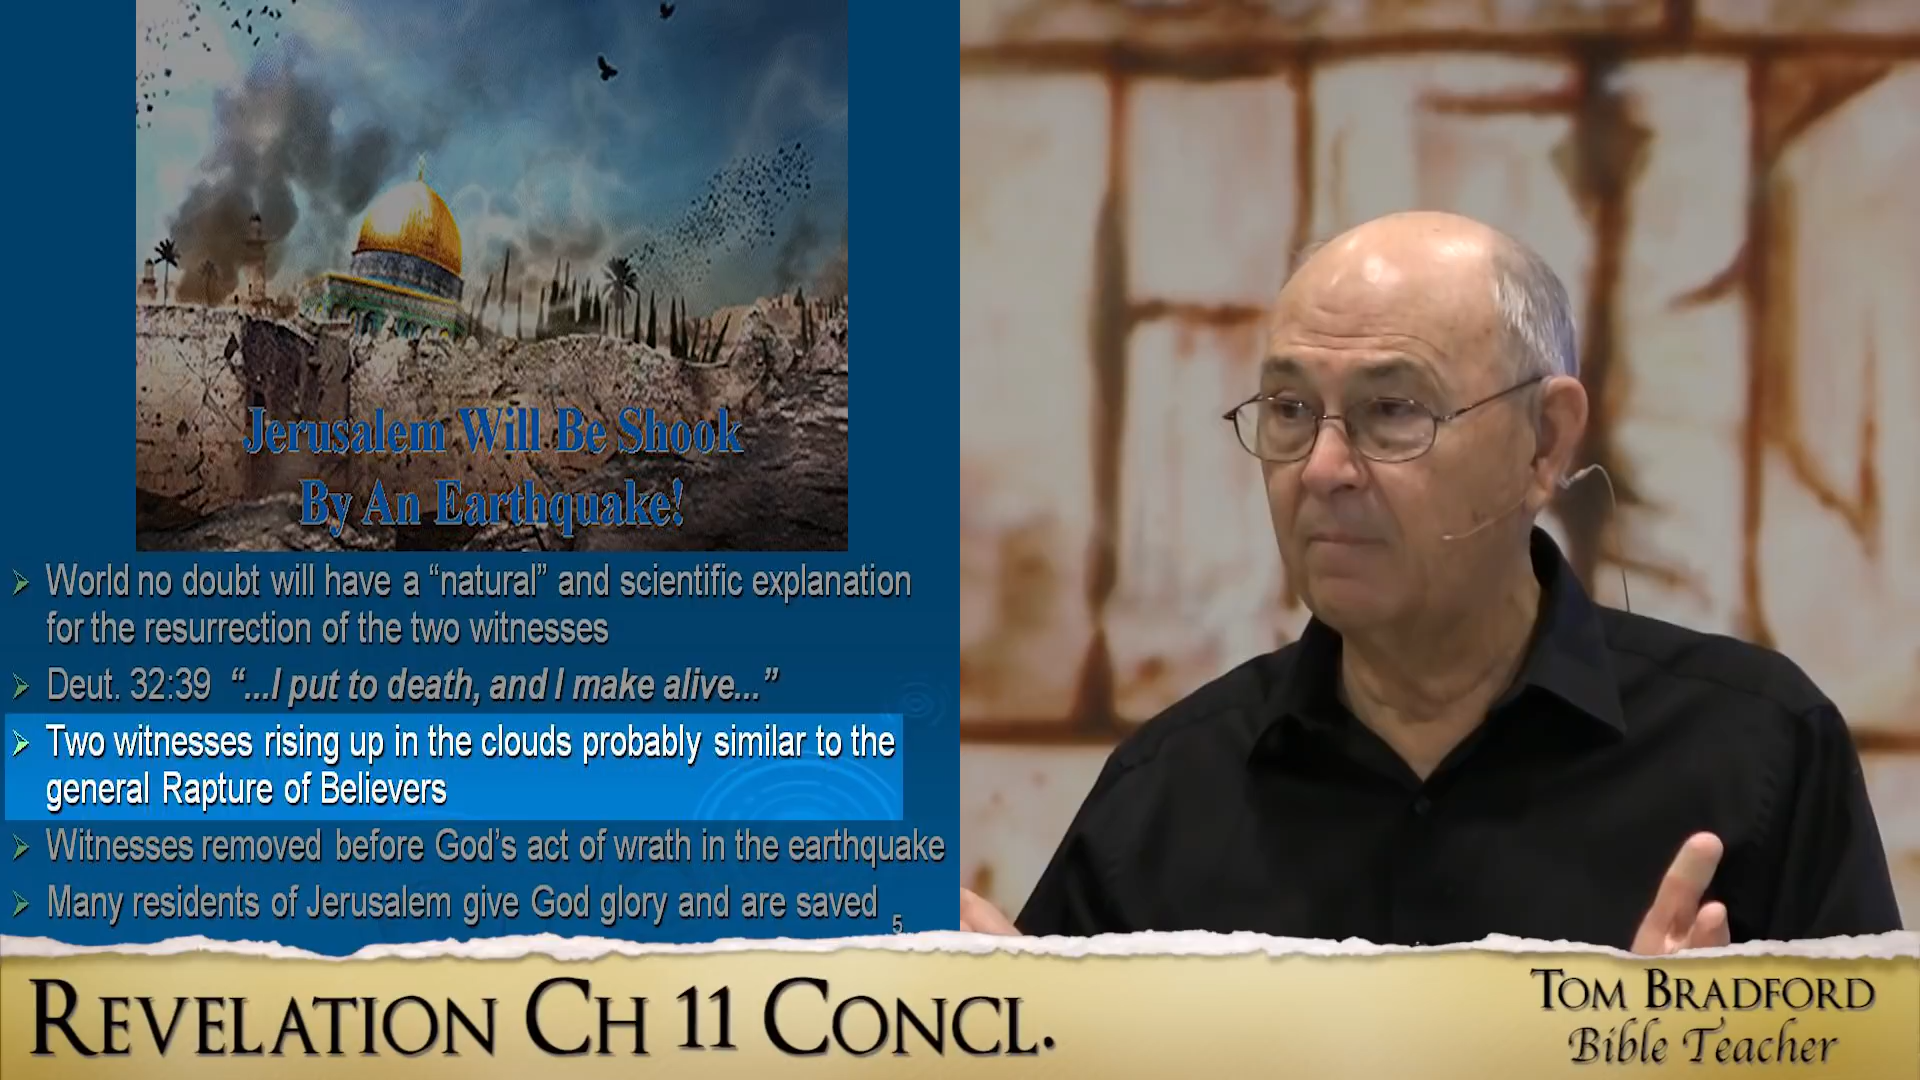 Jerusalem Will Be Shook
By An Earthquake!
World no doubt will have a “natural” and scientific explanation
for the resurrection of the two witnesses
Deut. 32:39 “...I put to death, and I make alive...”
Two witnesses rising up in the clouds probably similar to the
general Rapture of Believers
Witnesses removed before God’s act of wrath in the earthquake
Many residents of Jerusalem give God glory and are saved
5
REVELATION CH 11 CONCL.
TOM BRADFORD
Bible Teacher